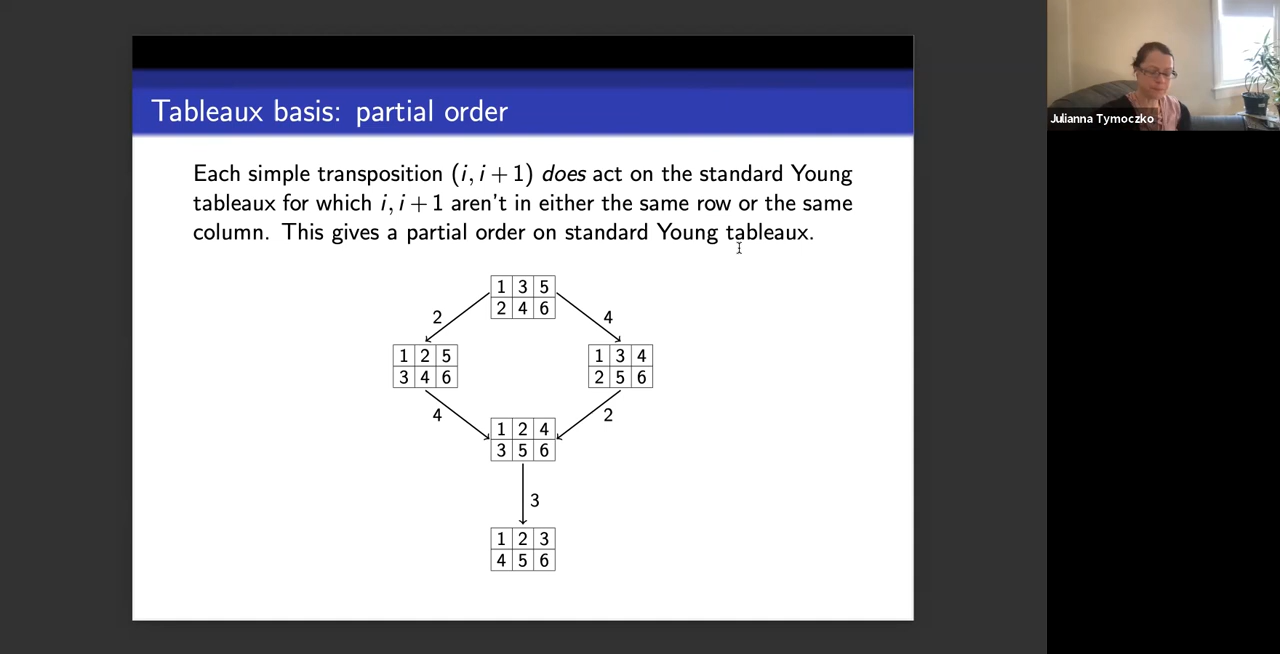 Tableaux basis: partial order
Julianna Tymoczko
Each simple transposition (i, i + 1) does act on the standard Young
tableaux for which i, i + 1 aren't in either the same row or the same
column. This gives a partial order on standard Young tableaux.
1 3 5
2 4 6
2
4
1 2 5
3 4 6
1 3 4
2 5 6
4
2
1 2 4
3 5 6
3
1 2 3
4 5 6